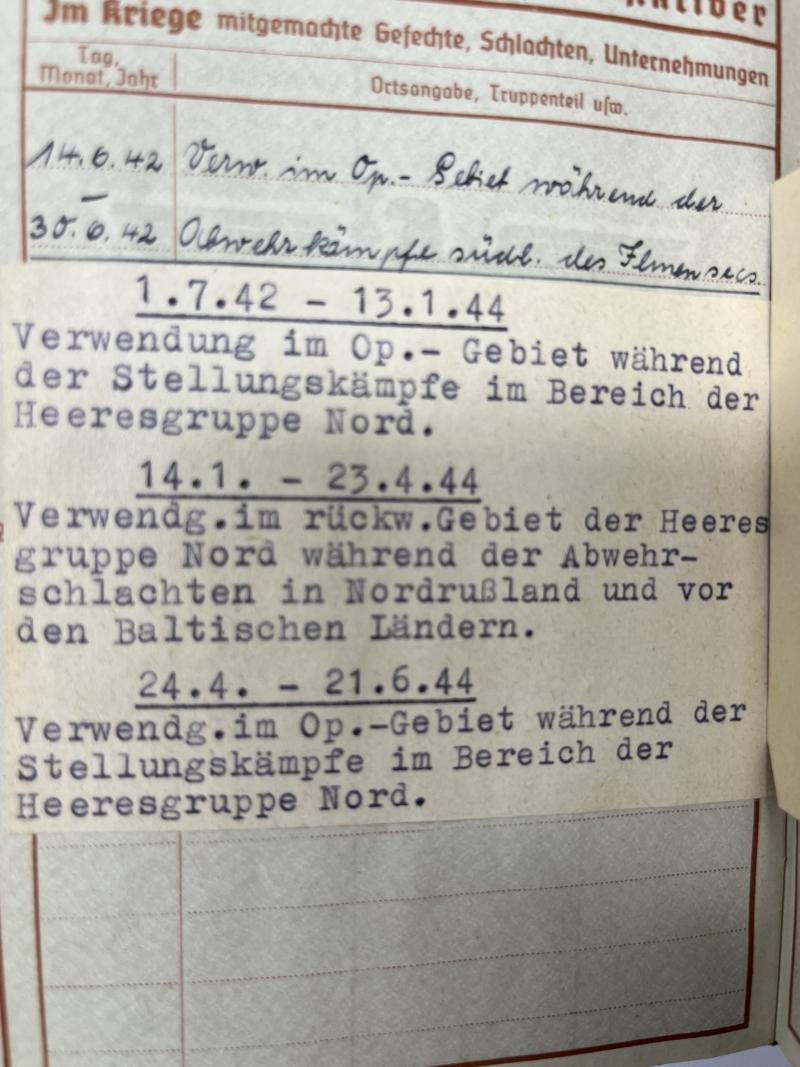 Aktiver
Im Kriege mitgemachte Gefechte, Schlachten, Unternehmungen
Tag, Monat, Jahr
Ortsangabe, Truppenteil usw.
14.6.42 Verw. im Op.- Gebiet während der
–
30.6.42 Abwehrkämpfe südl. des Ilmensees
1.7.42 - 13.1.44
Verwendung im Op.- Gebiet während
der Stellungskämpfe im Bereich der
Heeresgruppe Nord.
14.1. - 23.4.44
Verwendg.im rückw.Gebiet der Heeres
gruppe Nord während der Abwehr-
schlachten in Nordrußland und vor
den Baltischen Ländern.
24.4. - 21.6.44
Verwendg.im Op.-Gebiet während der
Stellungskämpfe im Bereich der
Heeresgruppe Nord.